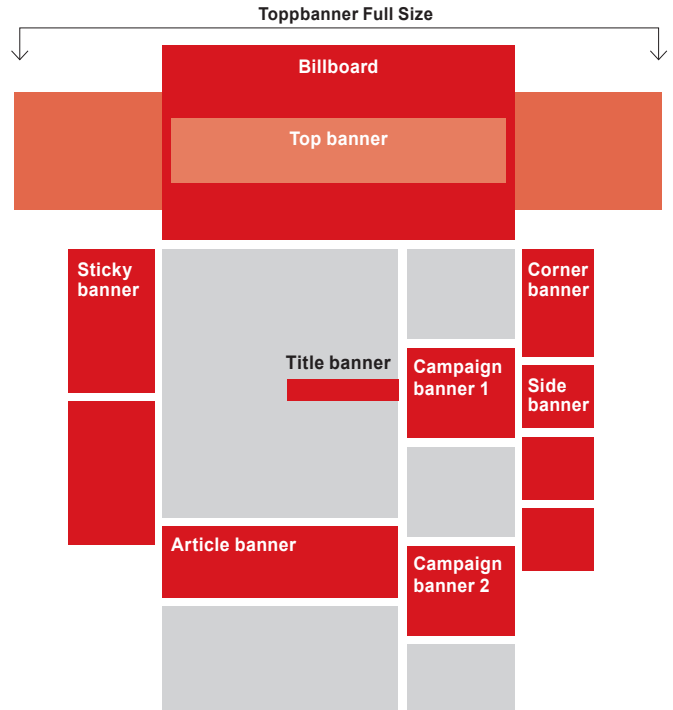 Toppbanner Full Size
Billboard
Top banner
Sticky
banner
Corner
banner
Title banner
Campaign
banner 1
Side
banner
Article banner
Campaign
banner 2